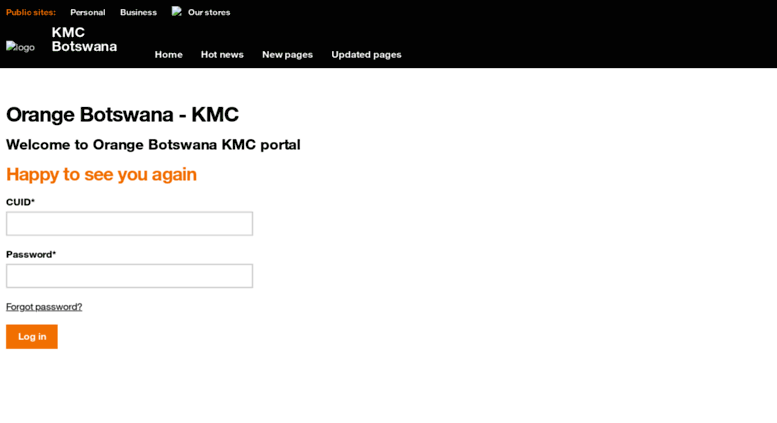 Public sites: Personal Business Our stores
logo
KMC
Botswana
Home Hot news New pages Updated pages
Orange Botswana - KMC
Welcome to Orange Botswana KMC portal
Happy to see you again
CUID*
Password*
Forgot password?
Log in